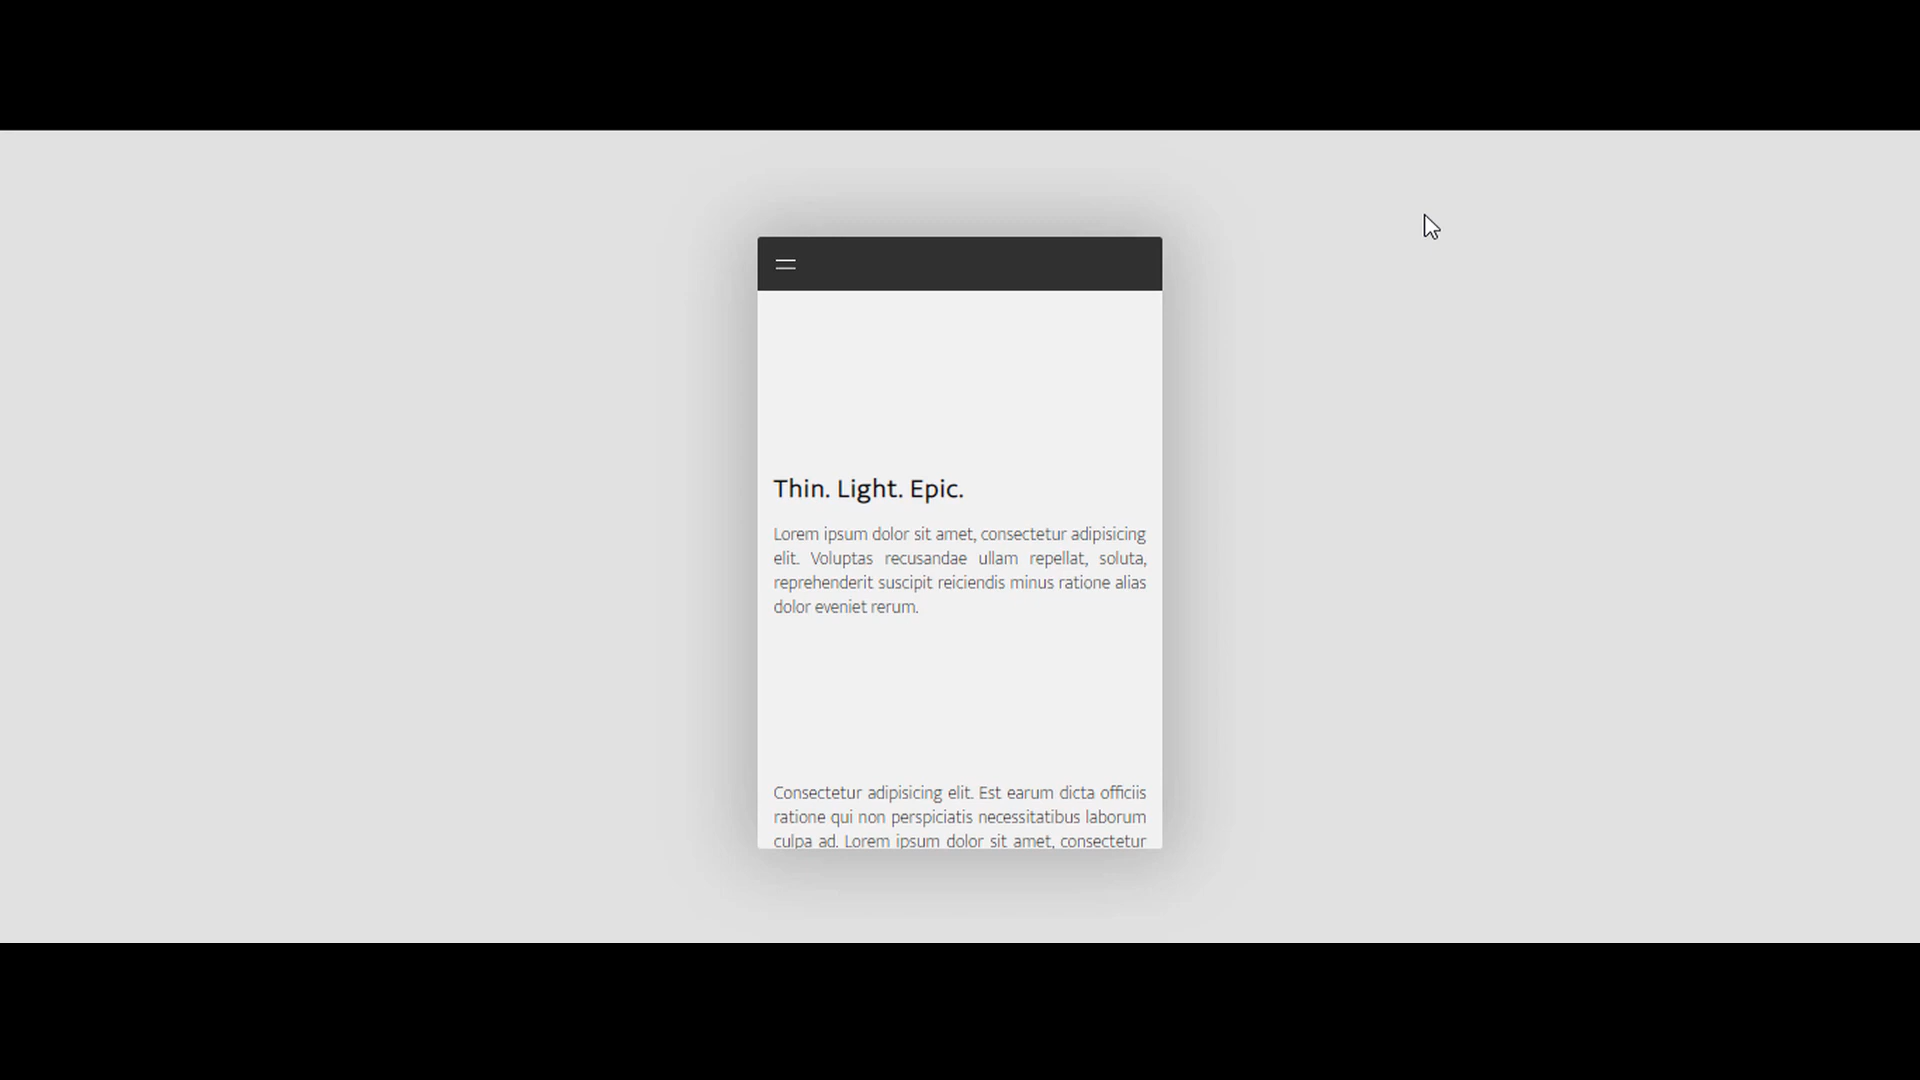 Thin. Light. Epic.
Lorem ipsum dolor sit amet, consectetur adipisicing
elit. Voluptas recusandae ullam repellat, soluta,
reprehenderit suscipit reiciendis minus ratione alias
dolor eveniet rerum.
Consectetur adipisicing elit. Est earum dicta officiis
ratione qui non perspiciatis necessitatibus laborum
culpa ad. Lorem ipsum dolor sit amet, consectetur